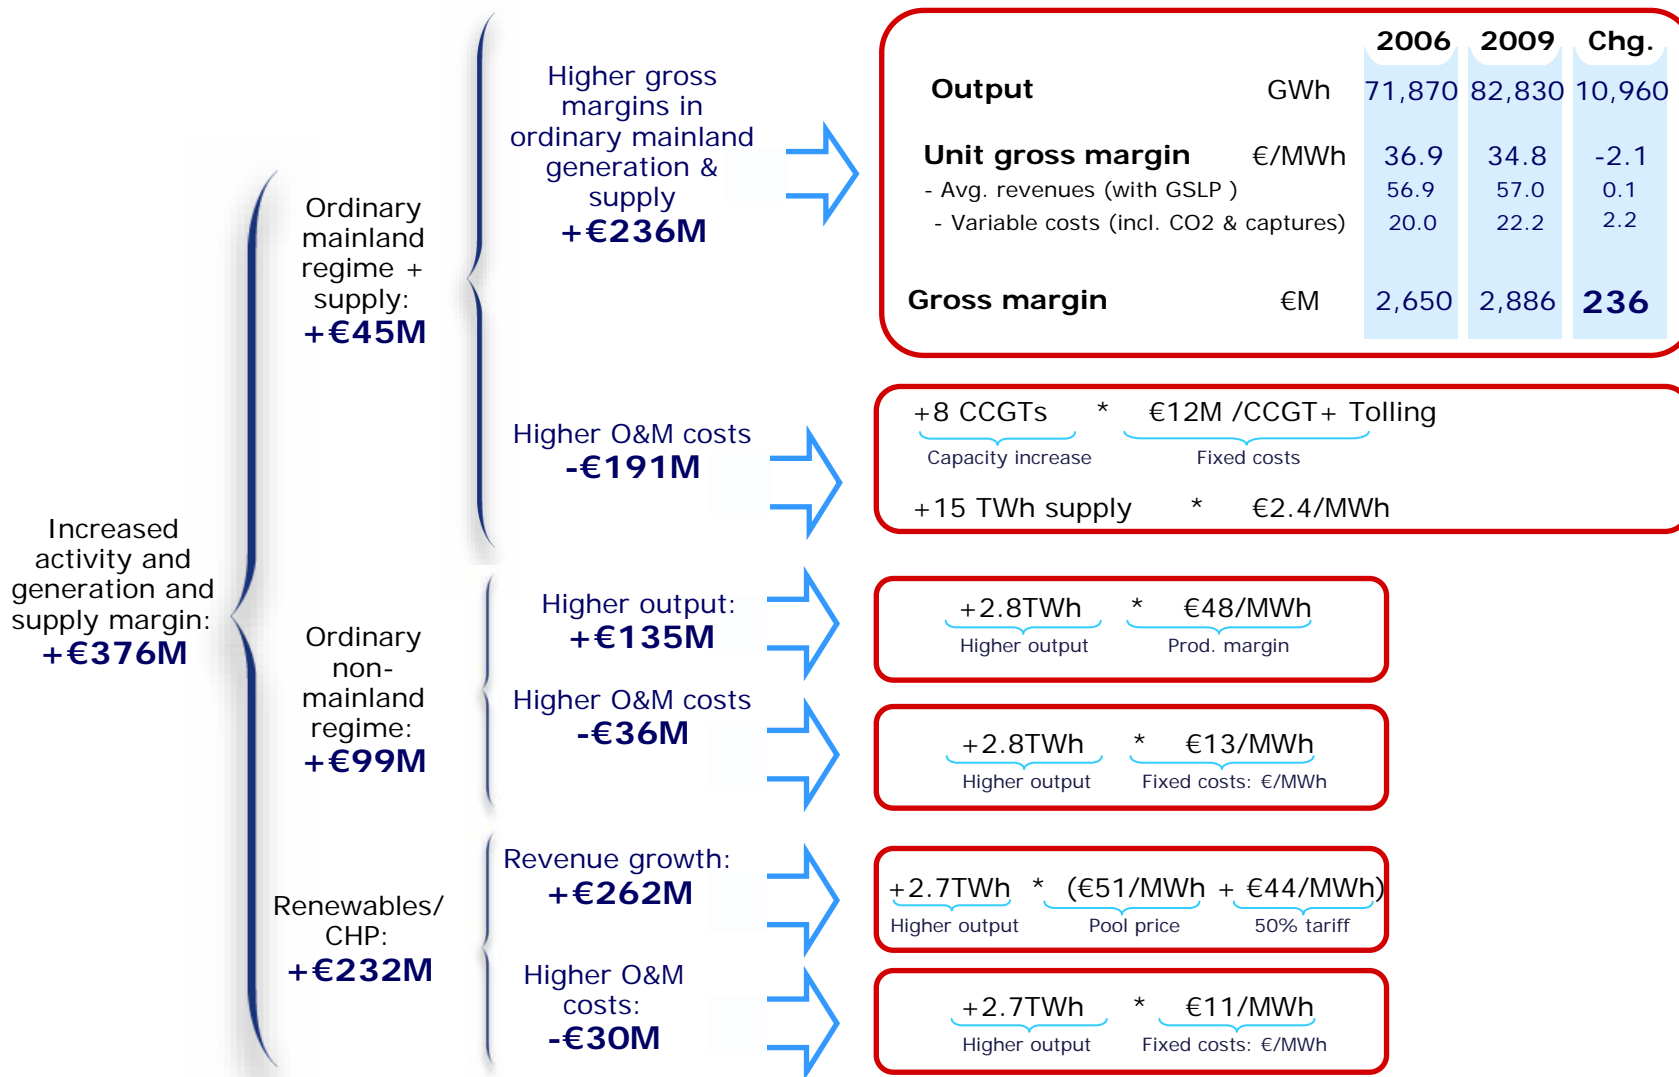 Increased
activity and
generation and
supply margin:
+€376M
Ordinary
mainland
regime +
supply:
+€45M
Higher gross
margins in
ordinary mainland
generation &
supply
+€236M
2006 2009 Chg.
Output GWh 71,870 82,830 10,960
Unit gross margin €/MWh 36.9 34.8 -2.1
- Avg. revenues (with GSLP ) 56.9 57.0 0.1
- Variable costs (incl. CO2 & captures) 20.0 22.2 2.2
Gross margin €M 2,650 2,886 236
Higher O&M costs
-€191M
+8 CCGTs * €12M /CCGT+ Tolling
Capacity increase Fixed costs
+15 TWh supply * €2.4/MWh
Ordinary
non-
mainland
regime:
+€99M
Higher output:
+€135M
+2.8TWh * €48/MWh
Higher output Prod. margin
Higher O&M costs
-€36M
+2.8TWh * €13/MWh
Higher output Fixed costs: €/MWh
Renewables/
CHP:
+€232M
Revenue growth:
+€262M
+2.7TWh * (€51/MWh + €44/MWh)
Higher output Pool price 50% tariff
Higher O&M
costs:
-€30M
+2.7TWh * €11/MWh
Higher output Fixed costs: €/MWh